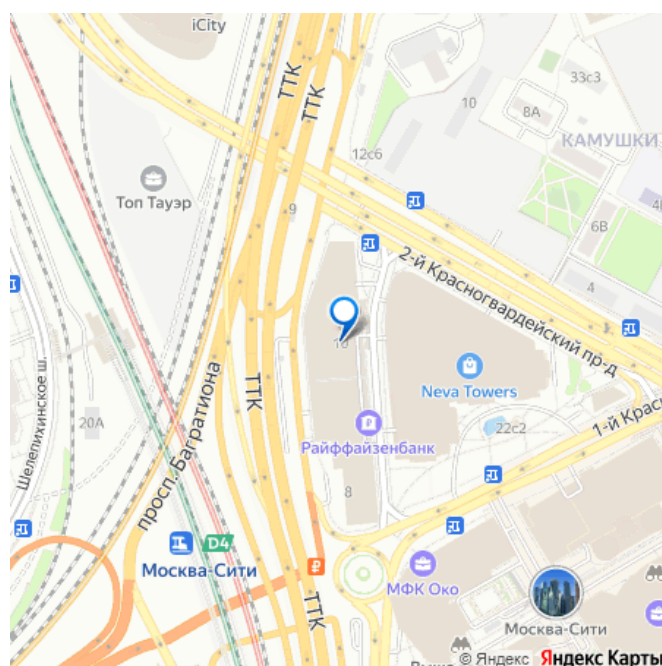 iCity
ТТК
ТТК
33с3
10
8А
КАМУШКИ
12с6
Топ Тауэр
9
6В
2-й Красногвардейский пр-д
4
10
Neva Towers
Шелепихинское ш.
ТТК
просп. Багратиона
20А
Райффайзенбанк
22с2
1-й Крас
8
D4
Москва-Сити
МФК Око
ТТК
Москва-Сити
© Яндекс Яндекс Карты